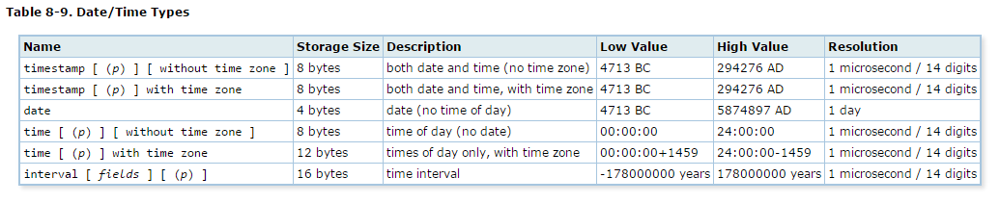 Table 8-9. Date/Time Types
Name Storage Size Description Low Value High Value Resolution
timestamp [ (p) ] [ without time zone ] 8 bytes both date and time (no time zone) 4713 BC 294276 AD 1 microsecond / 14 digits
timestamp [ (p) ] with time zone 8 bytes both date and time, with time zone 4713 BC 294276 AD 1 microsecond / 14 digits
date 4 bytes date (no time of day) 4713 BC 5874897 AD 1 day
time [ (p) ] [ without time zone ] 8 bytes time of day (no date) 00:00:00 24:00:00 1 microsecond / 14 digits
time [ (p) ] with time zone 12 bytes times of day only, with time zone 00:00:00+1459 24:00:00-1459 1 microsecond / 14 digits
interval [ fields ] [ (p) ] 16 bytes time interval -178000000 years 178000000 years 1 microsecond / 14 digits